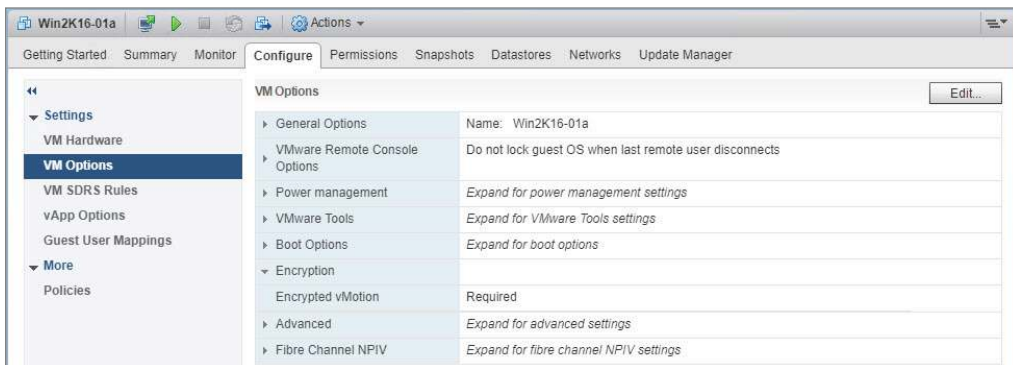 Win2K16-01a Actions
Getting Started Summary Monitor Configure Permissions Snapshots Datastores Networks Update Manager
VM Options Edit...
Settings
VM Hardware
VM Options
VM SDRS Rules
vApp Options
Guest User Mappings
More
Policies
General Options Name: Win2K16-01a
VMware Remote Console Options Do not lock guest OS when last remote user disconnects
Power management Expand for power management settings
VMware Tools Expand for VMware Tools settings
Boot Options Expand for boot options
Encryption
Encrypted vMotion Required
Advanced Expand for advanced settings
Fibre Channel NPIV Expand for fibre channel NPIV settings